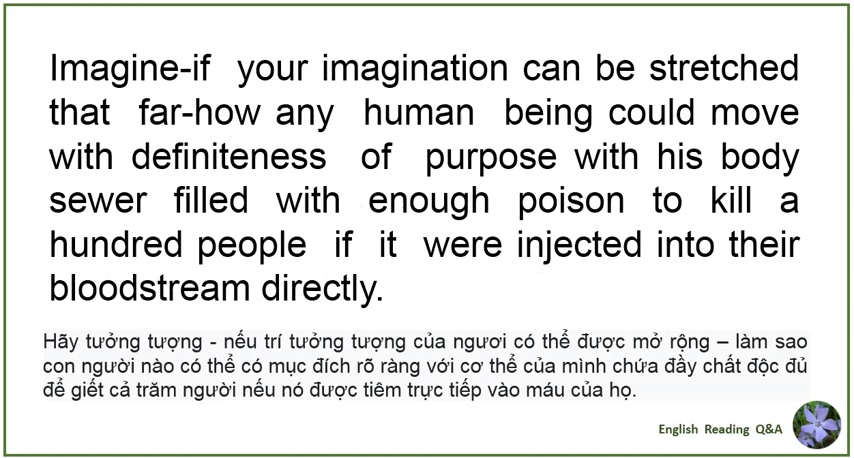 Imagine-if your imagination can be stretched
that far-how any human being could move
with definiteness of purpose with his body
sewer filled with enough poison to kill a
hundred people if it were injected into their
bloodstream directly.
Hãy tưởng tượng - nếu trí tưởng tượng của ngươi có thể được mở rộng – làm sao
con người nào có thể có mục đích rõ ràng với cơ thể của mình chứa đầy chất độc đủ
để giết cả trăm người nếu nó được tiêm trực tiếp vào máu của họ.
English Reading Q&A